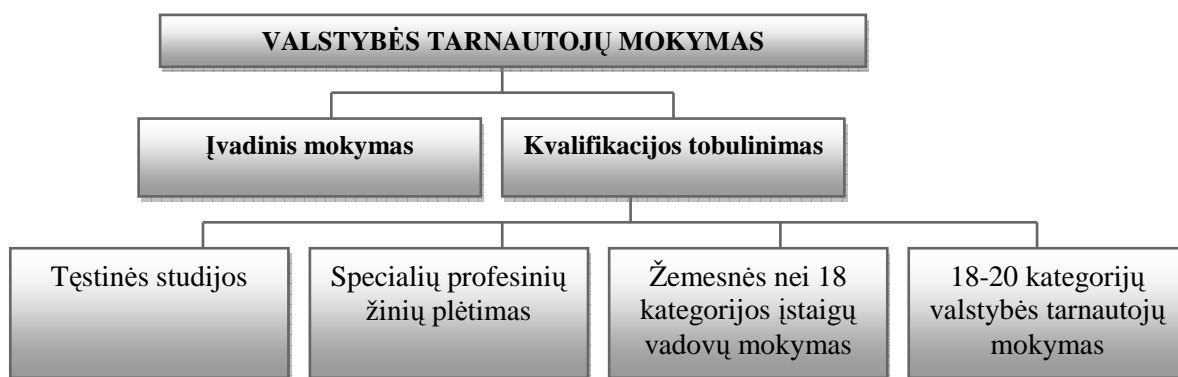 VALSTYBĖS TARNAUTOJŲ MOKYMAS
Įvadinis mokymas
Kvalifikacijos tobulinimas
Tęstinės studijos
Specialių profesinių
žinių plėtimas
Žemesnės nei 18
kategorijos įstaigų
vadovų mokymas
18-20 kategorijų
valstybės tarnautojų
mokymas